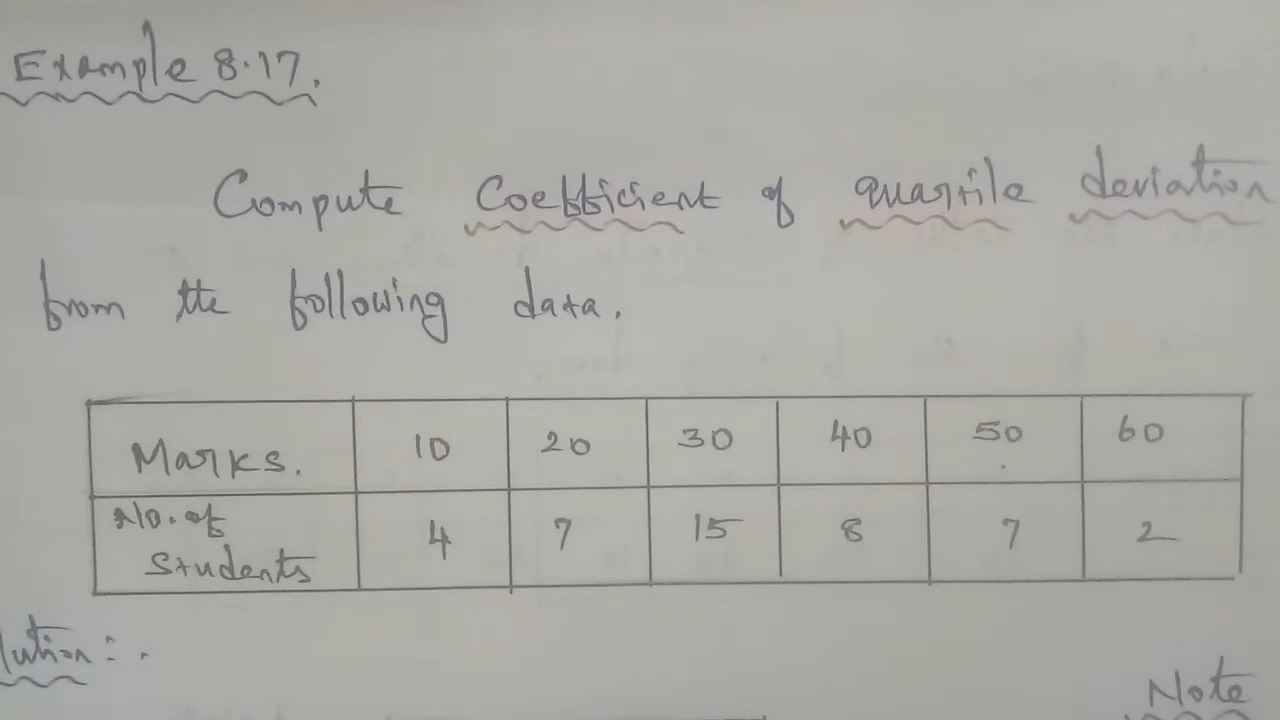 Example 8.17.
Compute Coefficient of quartile deviation
from the following data.
Marks. 10 20 30 40 50 60
No. of Students 4 7 15 8 7 2
lution :.
Note